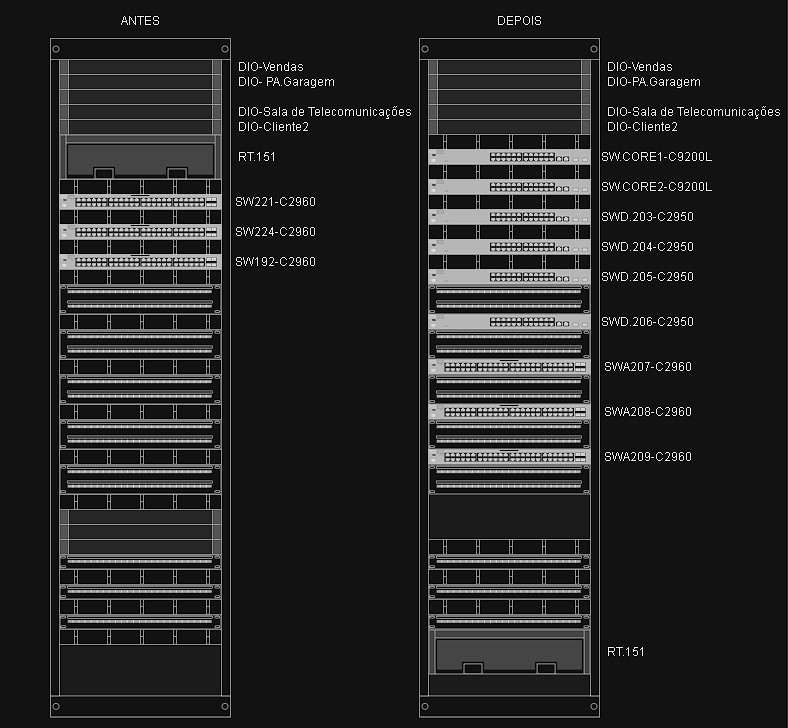 ANTES
DIO-Vendas
DIO- PA.Garagem
DIO-Sala de Telecomunicações
DIO-Cliente2
RT.151
SW221-C2960
SW224-C2960
SW192-C2960
DEPOIS
DIO-Vendas
DIO-PA.Garagem
DIO-Sala de Telecomunicações
DIO-Cliente2
SW.CORE1-C9200L
SW.CORE2-C9200L
SWD.203-C2950
SWD.204-C2950
SWD.205-C2950
SWD.206-C2950
SWA207-C2960
SWA208-C2960
SWA209-C2960
RT.151